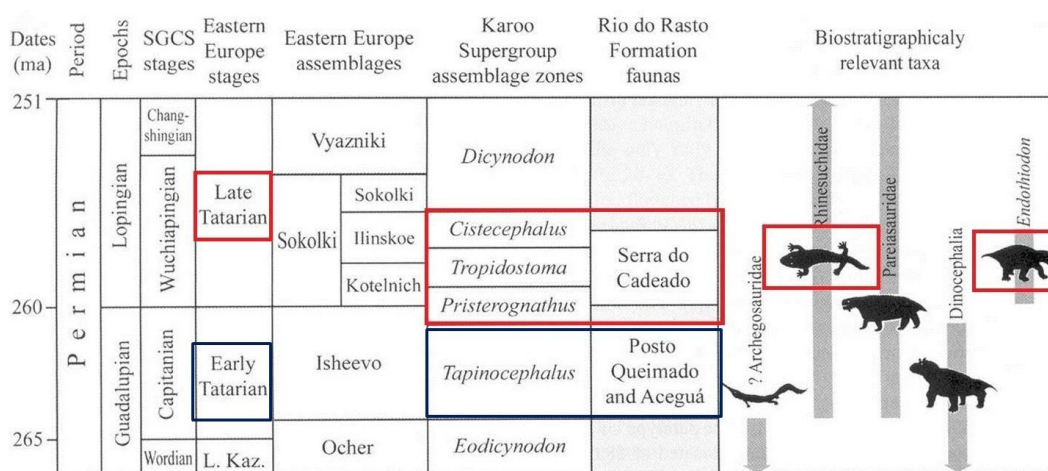 Dates
(ma)
Period
Epochs
SGCS
stages
Eastern
Europe
stages
Eastern Europe
assemblages
Karoo
Supergroup
assemblage zones
Rio do Rasto
Formation
faunas
Biostratigraphicaly
relevant taxa
251
260
265
Permian
Lopingian
Guadalupian
Chang-
shingian
Wuchiapingian
Capitanian
Wordian
Late
Tatarian
Early
Tatarian
L. Kaz.
Vyazniki
Sokolki
Sokolki
Ilinskoe
Kotelnich
Isheevo
Ocher
Dicynodon
Cistecephalus
Tropidostoma
Pristerognathus
Tapinocephalus
Eodicynodon
Serra do
Cadeado
Posto
Queimado
and Aceguá
? Archegosauridae
Rhinesuchidae
Pareiasauridae
Dinocephalia
Endothiodon